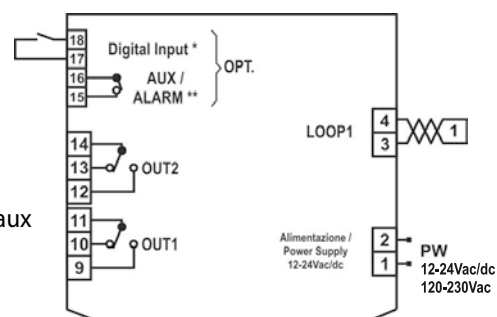 18
17
16
15
Digital Input *
AUX /
ALARM **
OPT.
14
13
12
OUT2
aux
11
10
9
OUT1
LOOP1
4
3
1
Alimentazione /
Power Supply
12-24Vac/dc
2
1
PW
12-24Vac/dc
120-230Vac